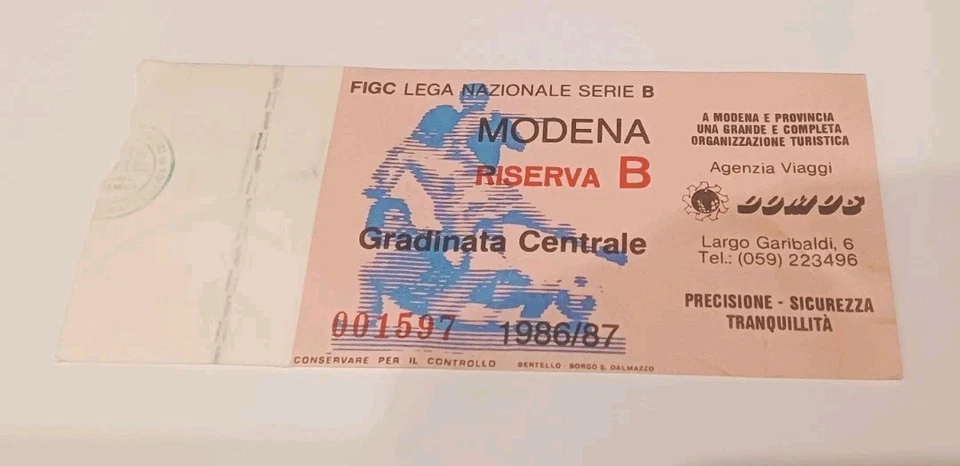 FIGC LEGA NAZIONALE SERIE B
MODENA
RISERVA B
Gradinata Centrale
001597 1986/87
CONSERVARE PER IL CONTROLLO BERTELLO - BORGO S. DALMAZZO
A MODENA E PROVINCIA
UNA GRANDE E COMPLETA
ORGANIZZAZIONE TURISTICA
Agenzia Viaggi
DOMUS
Largo Garibaldi, 6
Tel.: (059) 223496
PRECISIONE - SICUREZZA
TRANQUILLITÀ